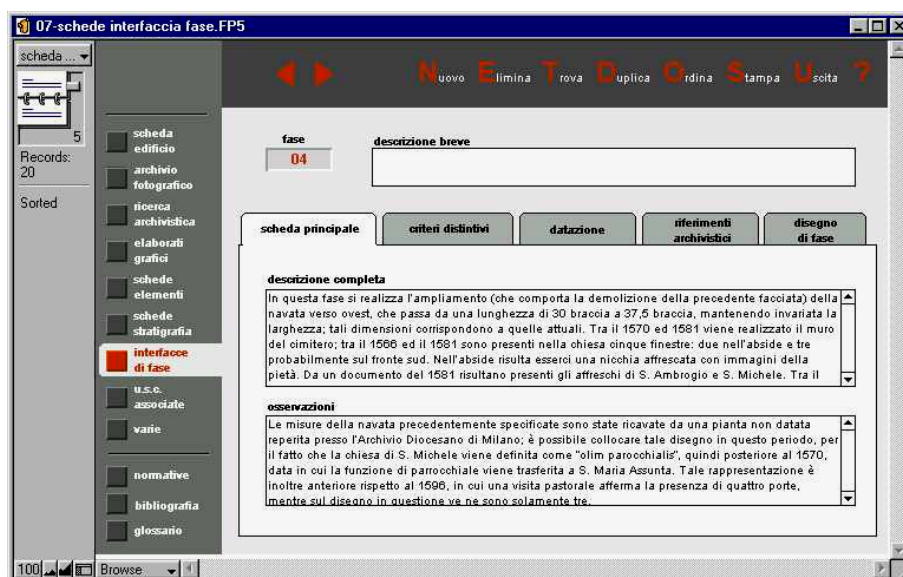 07-schede interfaccia fase.FP5
scheda ...
5
Records:
20
Sorted
Nuovo Elimina Trova Duplica Ordina Stampa Uscita ?
scheda
edificio
archivio
fotografico
ricerca
archivistica
elaborati
grafici
schede
elementi
schede
stratigrafia
interfacce
di fase
u.s.c.
associate
varie
normative
bibliografia
glossario
fase
04
descrizione breve
scheda principale
criteri distintivi
datazione
riferimenti
archivistici
disegno
di fase
descrizione completa
In questa fase si realizza l'ampliamento (che comporta la demolizione della precedente facciata) della
navata verso ovest, che passa da una lunghezza di 30 braccia a 37,5 braccia, mantenendo invariata la
larghezza; tali dimensioni corrispondono a quelle attuali. Tra il 1570 ed 1581 viene realizzato il muro
del cimitero; tra il 1566 ed il 1581 sono presenti nella chiesa cinque finestre: due nell'abside e tre
probabilmente sul fronte sud. Nell'abside risulta esserci una nicchia affrescata con immagini della
pietà. Da un documento del 1581 risultano presenti gli affreschi di S. Ambrogio e S. Michele. Tra il
osservazioni
Le misure della navata precedentemente specificate sono state ricavate da una pianta non datata
reperita presso l'Archivio Diocesano di Milano; è possibile collocare tale disegno in questo periodo, per
il fatto che la chiesa di S. Michele viene definita come "olim parocchialis", quindi posteriore al 1570,
data in cui la funzione di parrocchiale viene trasferita a S. Maria Assunta. Tale rappresentazione è
inoltre anteriore rispetto al 1596, in cui una visita pastorale afferma la presenza di quattro porte,
mentre sul disegno in questione ve ne sono solamente tre.
100
Browse